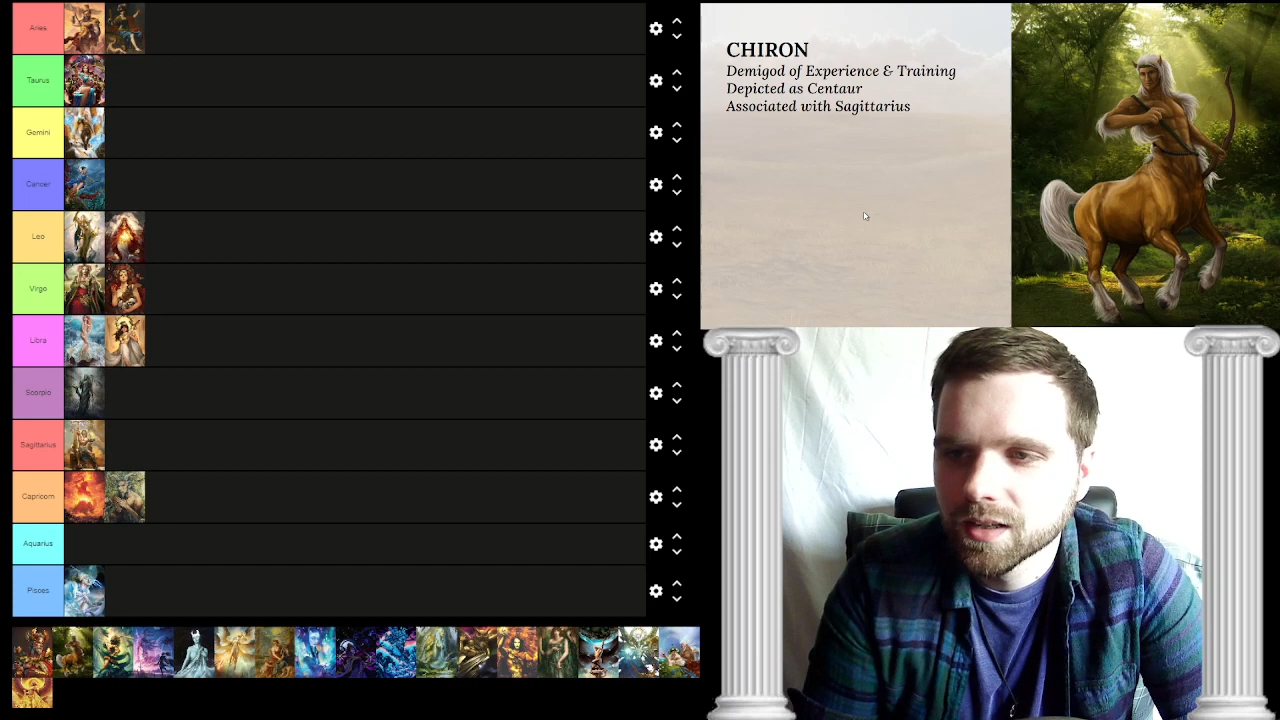 Aries
Taurus
Gemini
Cancer
Leo
Virgo
Libra
Scorpio
Sagittarius
Capricorn
Aquarius
Pisces
CHIRON
Demigod of Experience & Training
Depicted as Centaur
Associated with Sagittarius